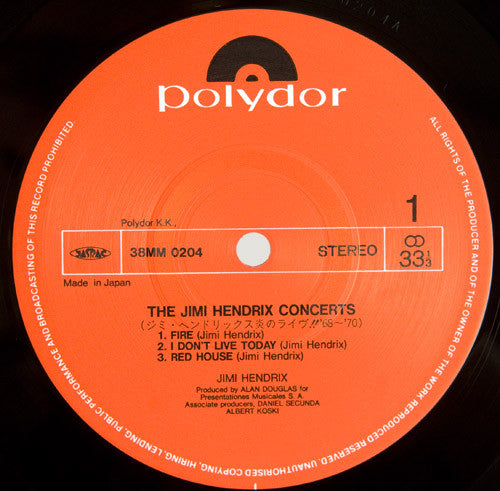 polydor
Polydor K.K.,
1
JASRAC
38MM 0204
STEREO
33 1/3
Made in Japan
THE JIMI HENDRIX CONCERTS
(ジミ・ヘンドリックス炎のライヴ!!'68〜'70)
1. FIRE (Jimi Hendrix)
2. I DON'T LIVE TODAY (Jimi Hendrix)
3. RED HOUSE (Jimi Hendrix)
JIMI HENDRIX
Produced by ALAN DOUGLAS for
Presentationes Musicales S. A.
Associate producers, DANIEL SECUNDA
ALBERT KOSKI
ALL RIGHTS OF THE PRODUCER AND OF THE OWNER OF THE WORK REPRODUCED RESERVED. UNAUTHORISED COPYING, HIRING, LENDING, PUBLIC PERFORMANCE AND BROADCASTING OF THIS RECORD PROHIBITED.